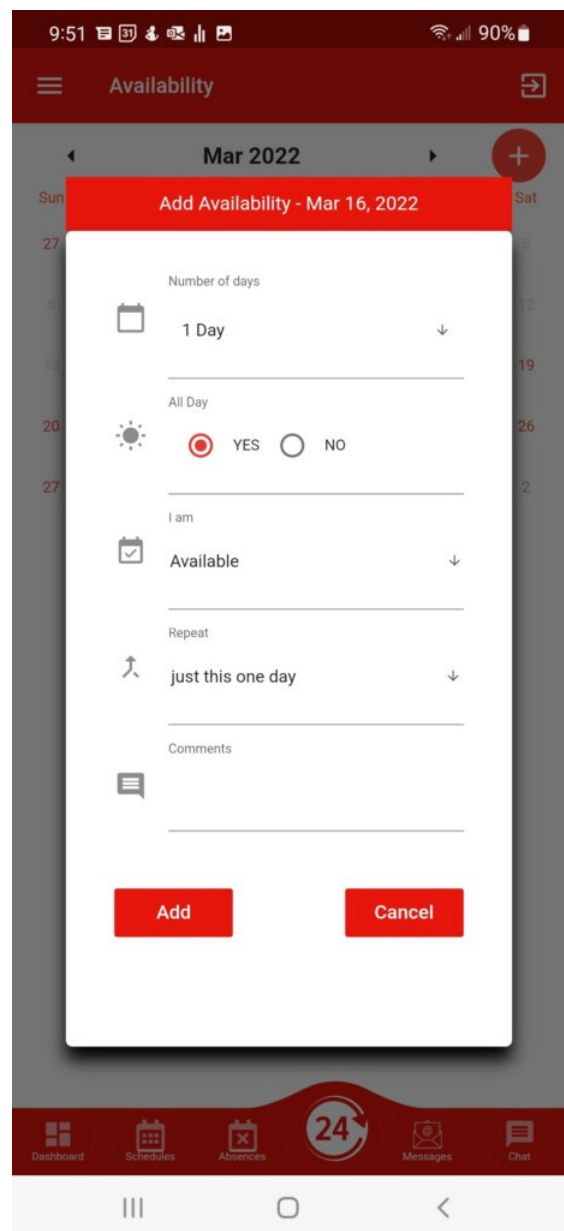 9:51 31 90%
Availability
Mar 2022
Sun Sat
Add Availability - Mar 16, 2022
27 5
Number of days
1 Day
6 12
13 19
All Day
YES NO
20 26
27 2
I am
Available
Repeat
just this one day
Comments
Add Cancel
24
Dashboard Schedules Absences Messages Chat